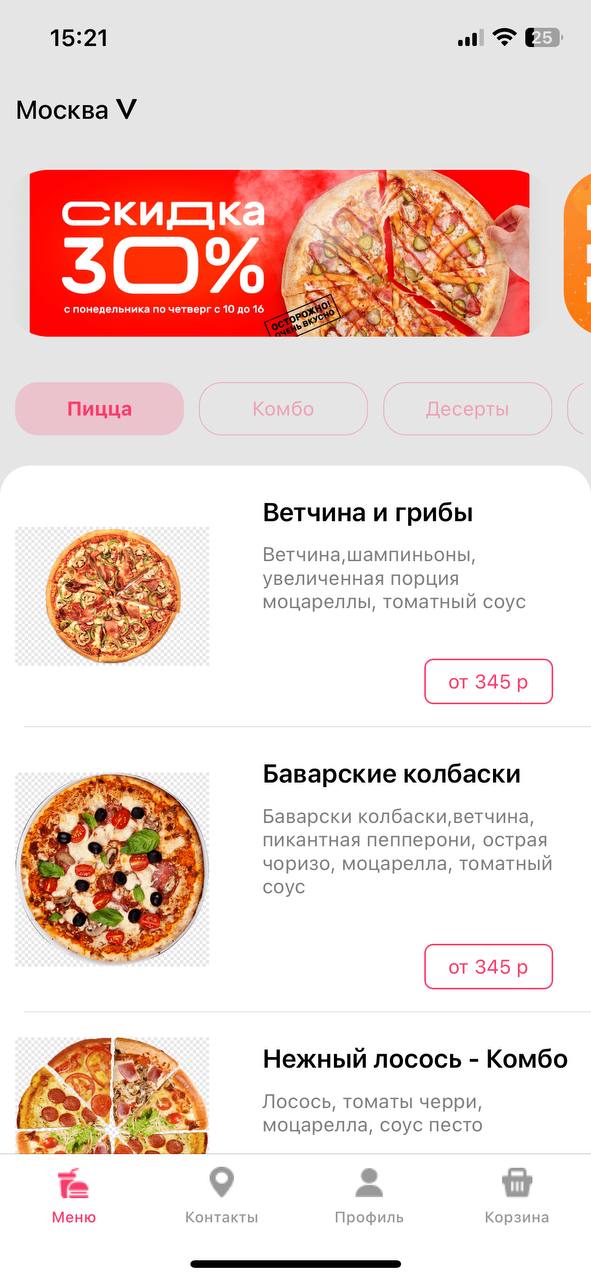 15:21
25
Москва V
скидка
30%
с понедельника по четверг с 10 до 16
ОСТОРОЖНО!
ОЧЕНЬ ВКУСНО
Пицца
Комбо
Десерты
Ветчина и грибы
Ветчина,шампиньоны,
увеличенная порция
моцареллы, томатный соус
от 345 р
Баварские колбаски
Баварски колбаски,ветчина,
пикантная пепперони, острая
чоризо, моцарелла, томатный
соус
от 345 р
Нежный лосось - Комбо
Лосось, томаты черри,
моцарелла, соус песто
Меню
Контакты
Профиль
Корзина